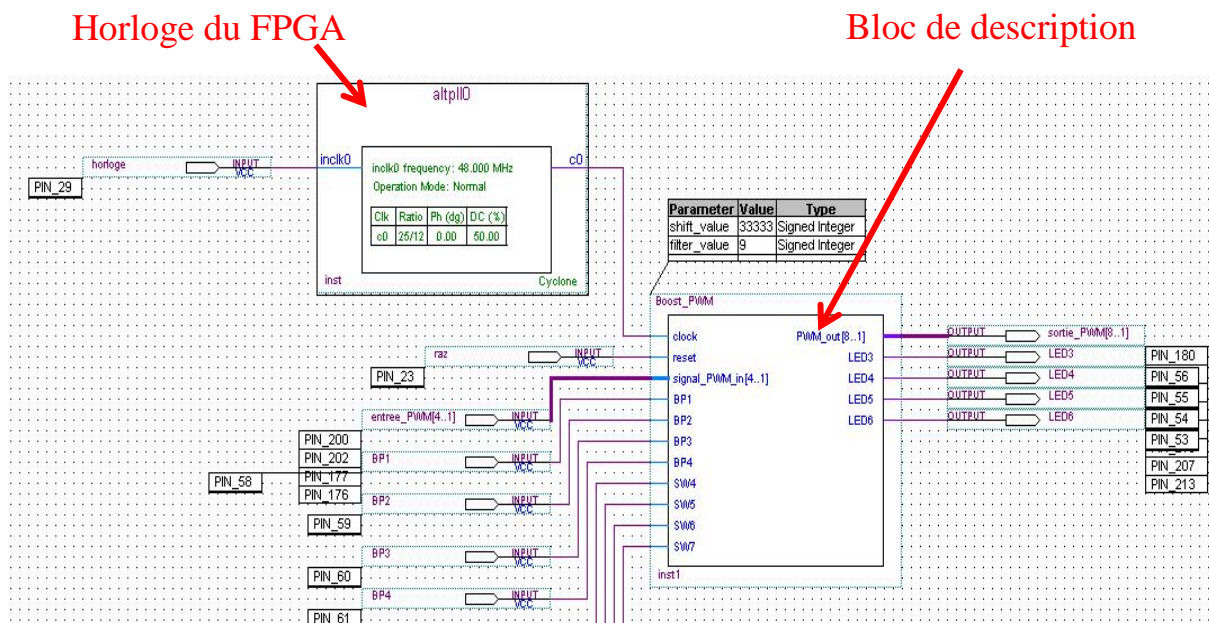 Horloge du FPGA
Bloc de description
altpll0
horloge
INPUT
VCC
PIN_29
inclk0
c0
inclk0 frequency: 48.000 MHz
Operation Mode: Normal
Clk Ratio Ph (dg) DC (%)
c0 25/12 0.00 50.00
inst
Cyclone
Parameter Value Type
shift_value 33333 Signed Integer
filter_value 9 Signed Integer
Boost_PWM
clock PWM_out[8..1]
reset LED3
signal_PWM_in[4..1] LED4
BP1 LED5
BP2 LED6
BP3
BP4
SW4
SW5
SW6
SW7
inst1
raz
INPUT
VCC
PIN_23
entree_PWM[4..1]
INPUT
VCC
PIN_200
PIN_202
PIN_177
PIN_176
BP1
INPUT
VCC
PIN_58
BP2
INPUT
VCC
PIN_59
BP3
INPUT
VCC
PIN_60
BP4
INPUT
VCC
PIN_61
OUTPUT sortie_PWM[8..1]
OUTPUT LED3
OUTPUT LED4
OUTPUT LED5
OUTPUT LED6
PIN_180
PIN_56
PIN_55
PIN_54
PIN_53
PIN_207
PIN_213